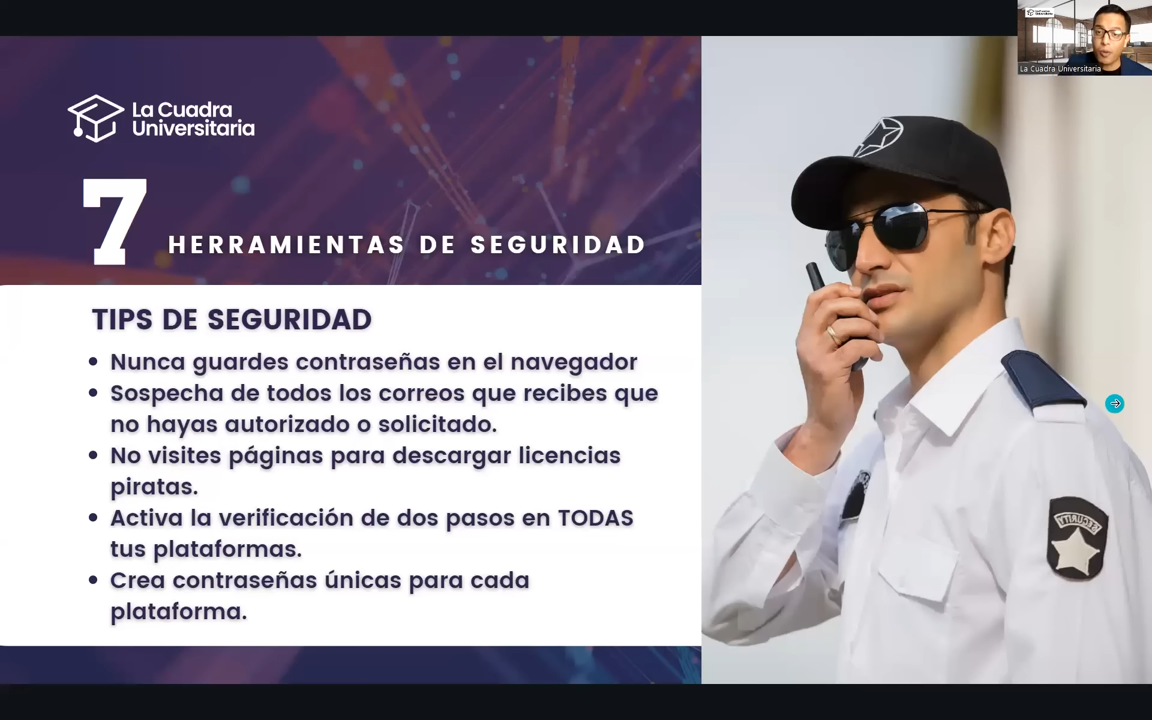 La Cuadra Universitaria
La Cuadra
Universitaria
7
HERRAMIENTAS DE SEGURIDAD
TIPS DE SEGURIDAD
• Nunca guardes contraseñas en el navegador
• Sospecha de todos los correos que recibes que
no hayas autorizado o solicitado.
• No visites páginas para descargar licencias
piratas.
• Activa la verificación de dos pasos en TODAS
tus plataformas.
• Crea contraseñas únicas para cada
plataforma.
SECURITY